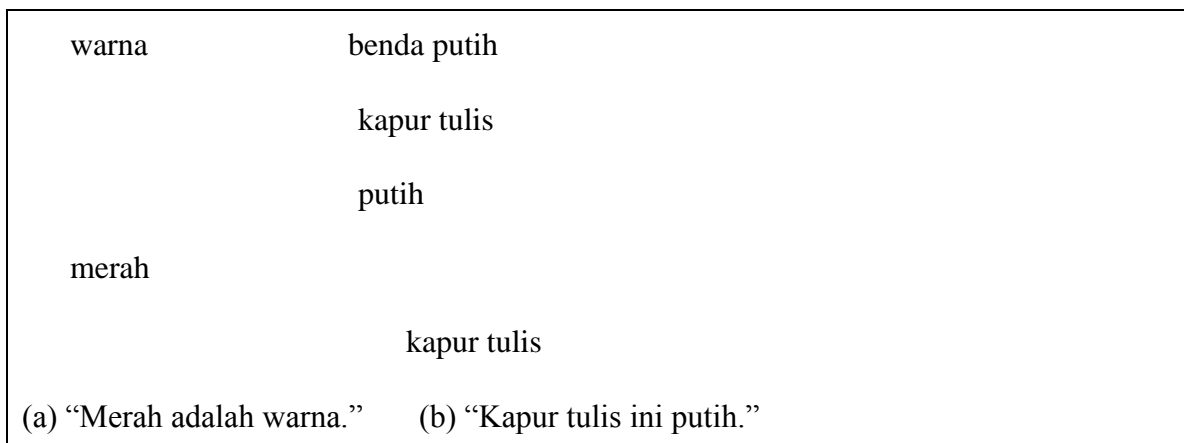 warna benda putih
kapur tulis
putih
merah
kapur tulis
(a) “Merah adalah warna.” (b) “Kapur tulis ini putih.”